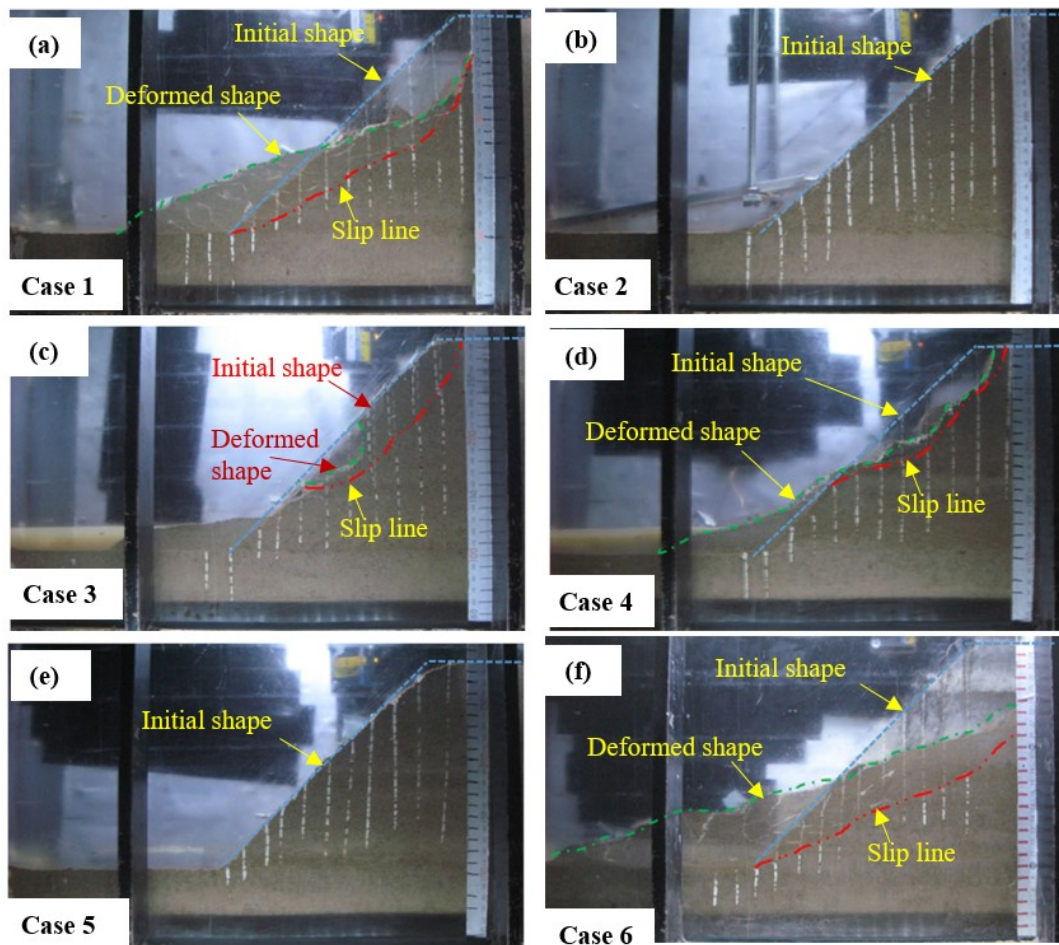 (a)
Initial shape
Deformed shape
Slip line
Case 1
(b)
Initial shape
Case 2
(c)
Initial shape
Deformed
shape
Slip line
Case 3
(d)
Initial shape
Deformed shape
Slip line
Case 4
(e)
Initial shape
Case 5
(f)
Initial shape
Deformed shape
Slip line
Case 6